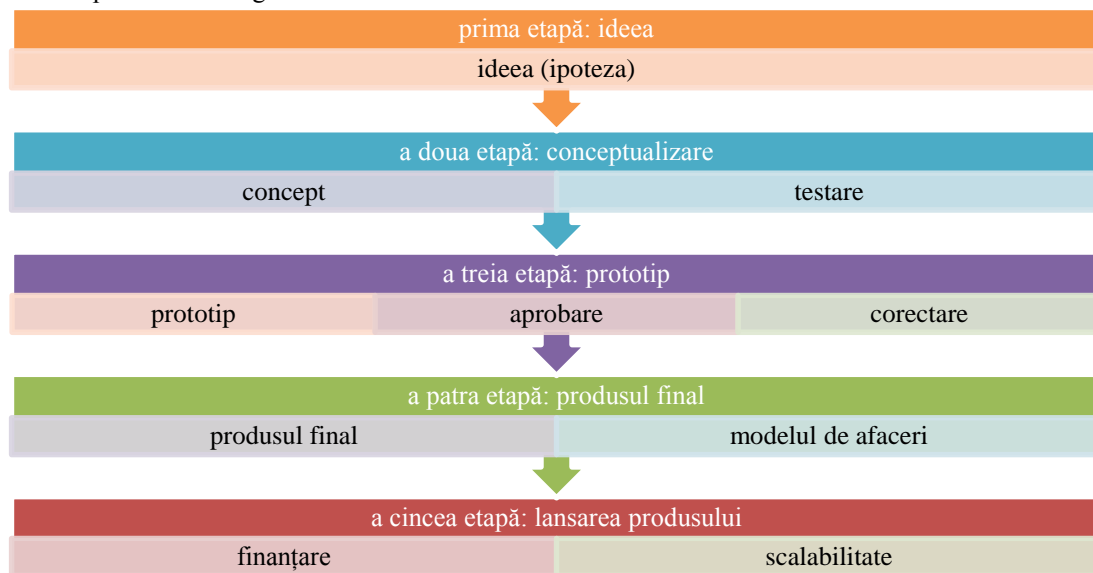 prima etapă: ideea
ideea (ipoteza)
a doua etapă: conceptualizare
concept testare
a treia etapă: prototip
prototip aprobare corectare
a patra etapă: produsul final
produsul final modelul de afaceri
a cincea etapă: lansarea produsului
finanțare scalabilitate